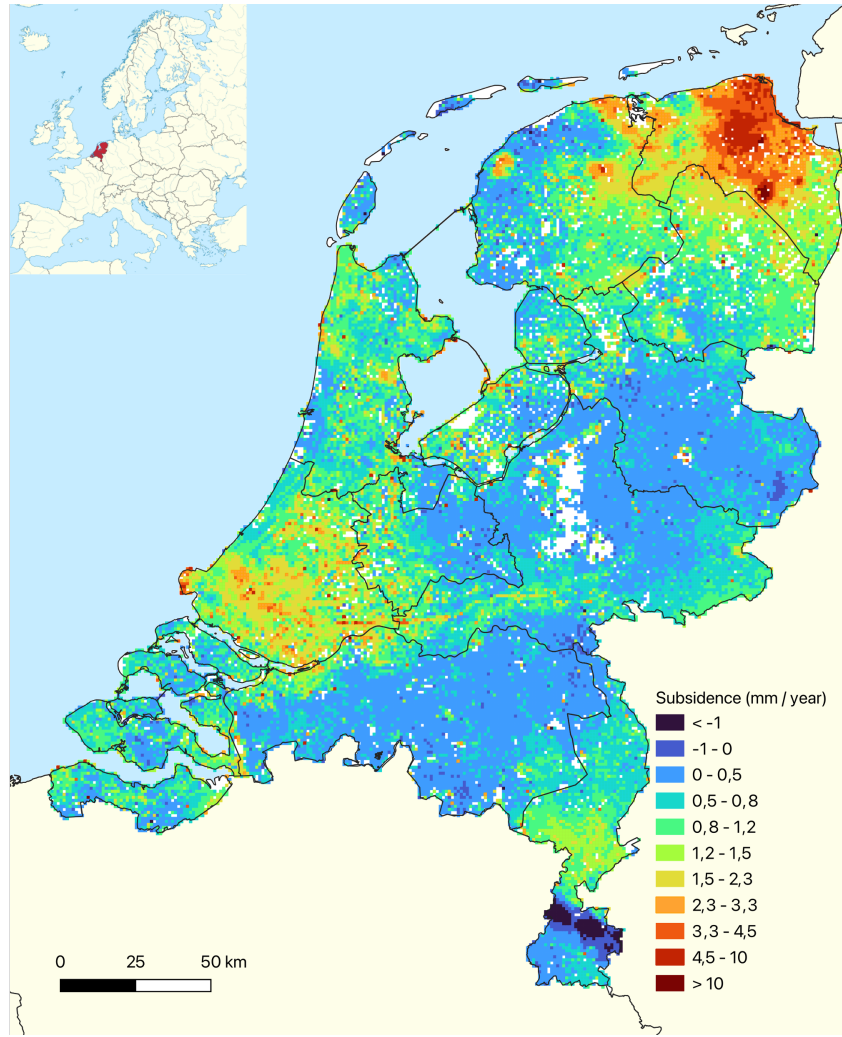 Subsidence (mm / year)
< -1
-1 - 0
0 - 0,5
0,5 - 0,8
0,8 - 1,2
1,2 - 1,5
1,5 - 2,3
2,3 - 3,3
3,3 - 4,5
4,5 - 10
> 10
0 25 50 km